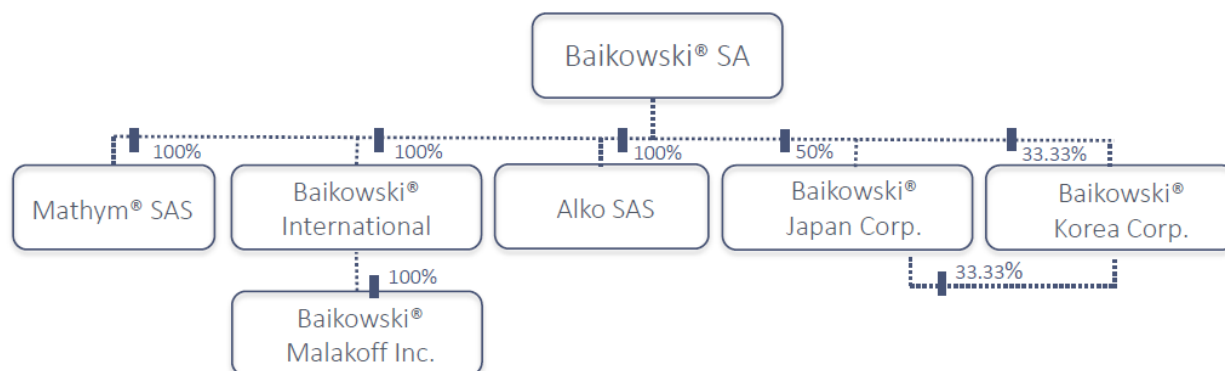 Baikowski® SA
100%
100%
100%
50%
33.33%
Mathym® SAS
Baikowski®
International
Alko SAS
Baikowski®
Japan Corp.
Baikowski®
Korea Corp.
100%
33.33%
Baikowski®
Malakoff Inc.